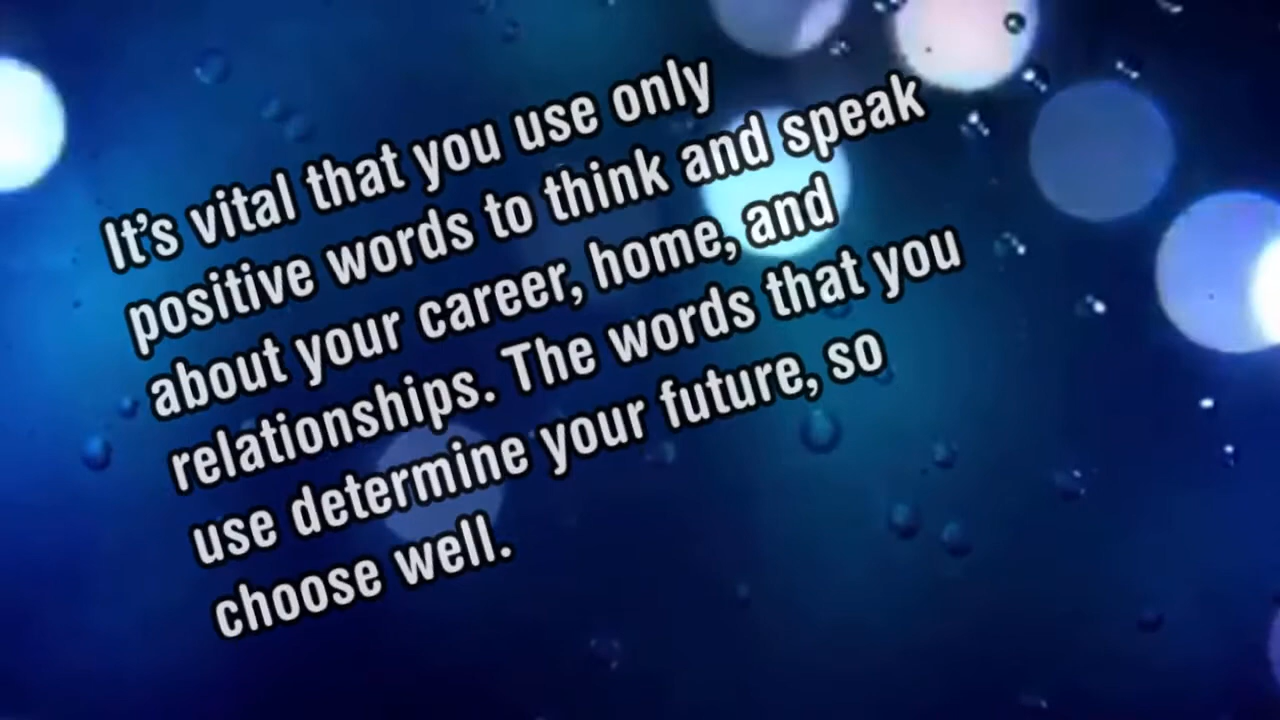 It's vital that you use only
positive words to think and speak
about your career, home, and
relationships. The words that you
use determine your future, so
choose well.